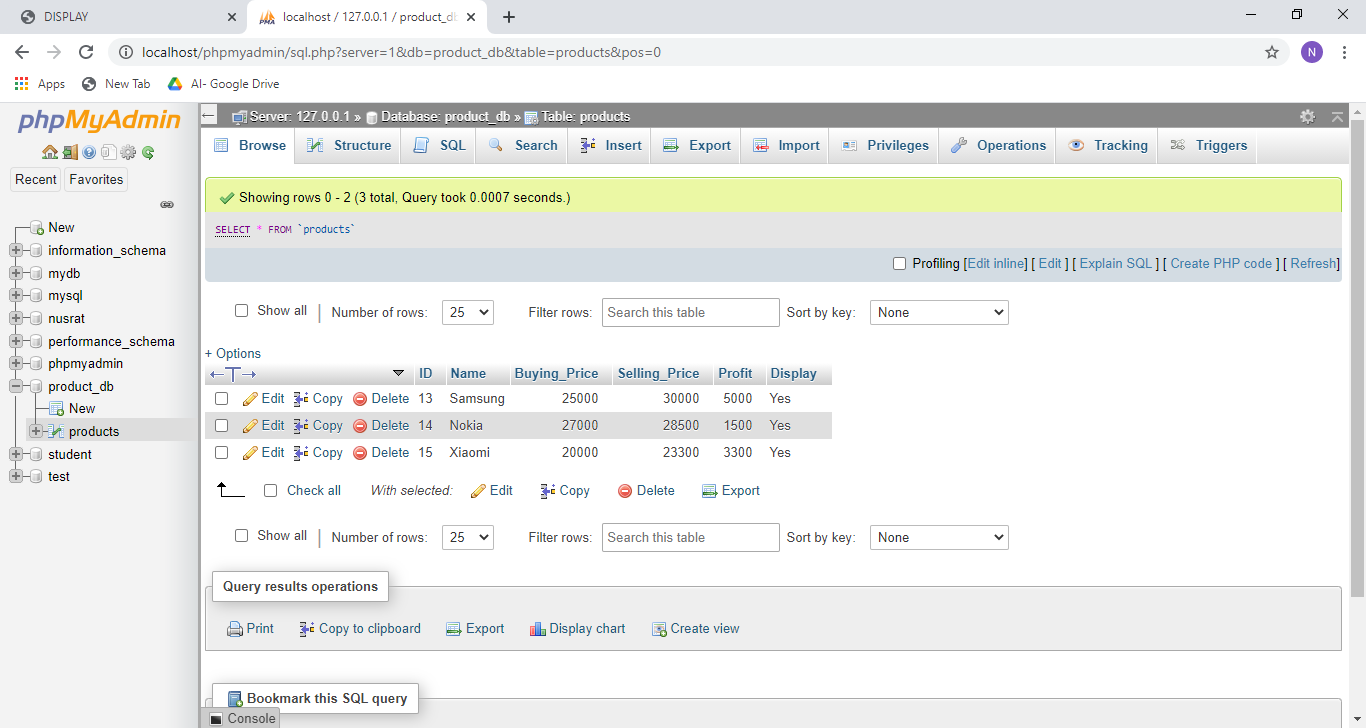 DISPLAY
localhost / 127.0.0.1 / product_db
localhost/phpmyadmin/sql.php?server=1&db=product_db&table=products&pos=0
N
Apps New Tab AI- Google Drive
phpMyAdmin
Recent Favorites
New
information_schema
mydb
mysql
nusrat
performance_schema
phpmyadmin
product_db
New
products
student
test
Server: 127.0.0.1 » Database: product_db » Table: products
Browse Structure SQL Search Insert Export Import Privileges Operations Tracking Triggers
Showing rows 0 - 2 (3 total, Query took 0.0007 seconds.)
SELECT * FROM `products`
Profiling [Edit inline] [ Edit ] [ Explain SQL ] [ Create PHP code ] [ Refresh]
Show all | Number of rows: 25 Filter rows: Search this table Sort by key: None
+ Options
←T→ ID Name Buying_Price Selling_Price Profit Display
Edit Copy Delete 13 Samsung 25000 30000 5000 Yes
Edit Copy Delete 14 Nokia 27000 28500 1500 Yes
Edit Copy Delete 15 Xiaomi 20000 23300 3300 Yes
Check all With selected: Edit Copy Delete Export
Show all | Number of rows: 25 Filter rows: Search this table Sort by key: None
Query results operations
Print Copy to clipboard Export Display chart Create view
Bookmark this SQL query
Console